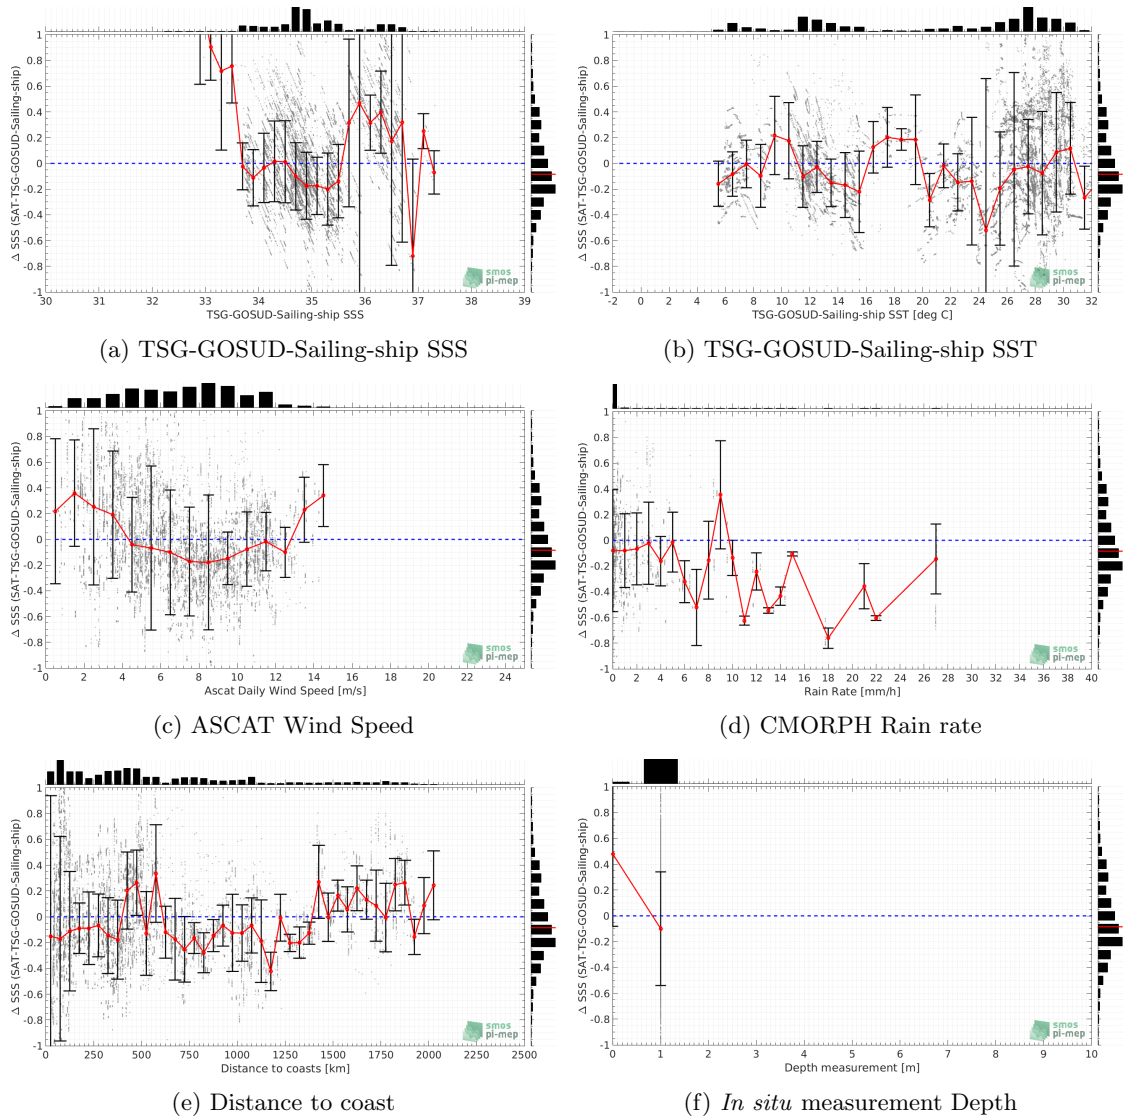 Δ SSS (SAT-TSG-GOSUD-Sailing-ship)
1
0.8
0.6
0.4
0.2
0
-0.2
-0.4
-0.6
-0.8
-1
smos
pi-mep
30 31 32 33 34 35 36 37 38 39
TSG-GOSUD-Sailing-ship SSS
(a) TSG-GOSUD-Sailing-ship SSS
Δ SSS (SAT-TSG-GOSUD-Sailing-ship)
1
0.8
0.6
0.4
0.2
0
-0.2
-0.4
-0.6
-0.8
-1
smos
pi-mep
-2 0 2 4 6 8 10 12 14 16 18 20 22 24 26 28 30 32
TSG-GOSUD-Sailing-ship SST [deg C]
(b) TSG-GOSUD-Sailing-ship SST
Δ SSS (SAT-TSG-GOSUD-Sailing-ship)
1
0.8
0.6
0.4
0.2
0
-0.2
-0.4
-0.6
-0.8
-1
smos
pi-mep
0 2 4 6 8 10 12 14 16 18 20 22 24
Ascat Daily Wind Speed [m/s]
(c) ASCAT Wind Speed
Δ SSS (SAT-TSG-GOSUD-Sailing-ship)
1
0.8
0.6
0.4
0.2
0
-0.2
-0.4
-0.6
-0.8
-1
smos
pi-mep
0 2 4 6 8 10 12 14 16 18 20 22 24 26 28 30 32 34 36 38 40
Rain Rate [mm/h]
(d) CMORPH Rain rate
Δ SSS (SAT-TSG-GOSUD-Sailing-ship)
1
0.8
0.6
0.4
0.2
0
-0.2
-0.4
-0.6
-0.8
-1
smos
pi-mep
0 250 500 750 1000 1250 1500 1750 2000 2250 2500
Distance to coasts [km]
(e) Distance to coast
Δ SSS (SAT-TSG-GOSUD-Sailing-ship)
1
0.8
0.6
0.4
0.2
0
-0.2
-0.4
-0.6
-0.8
-1
smos
pi-mep
0 1 2 3 4 5 6 7 8 9 10
Depth measurement [m]
(f) In situ measurement Depth